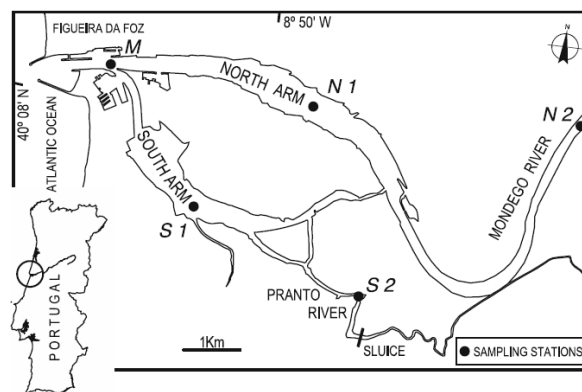 FIGUEIRA DA FOZ
8° 50' W
M
N
40° 08' N
NORTH ARM
N 1
N 2
ATLANTIC OCEAN
SOUTH ARM
MONDEGO RIVER
S 1
S 2
PRANTO
RIVER
PORTUGAL
1Km
SLUICE
SAMPLING STATIONS